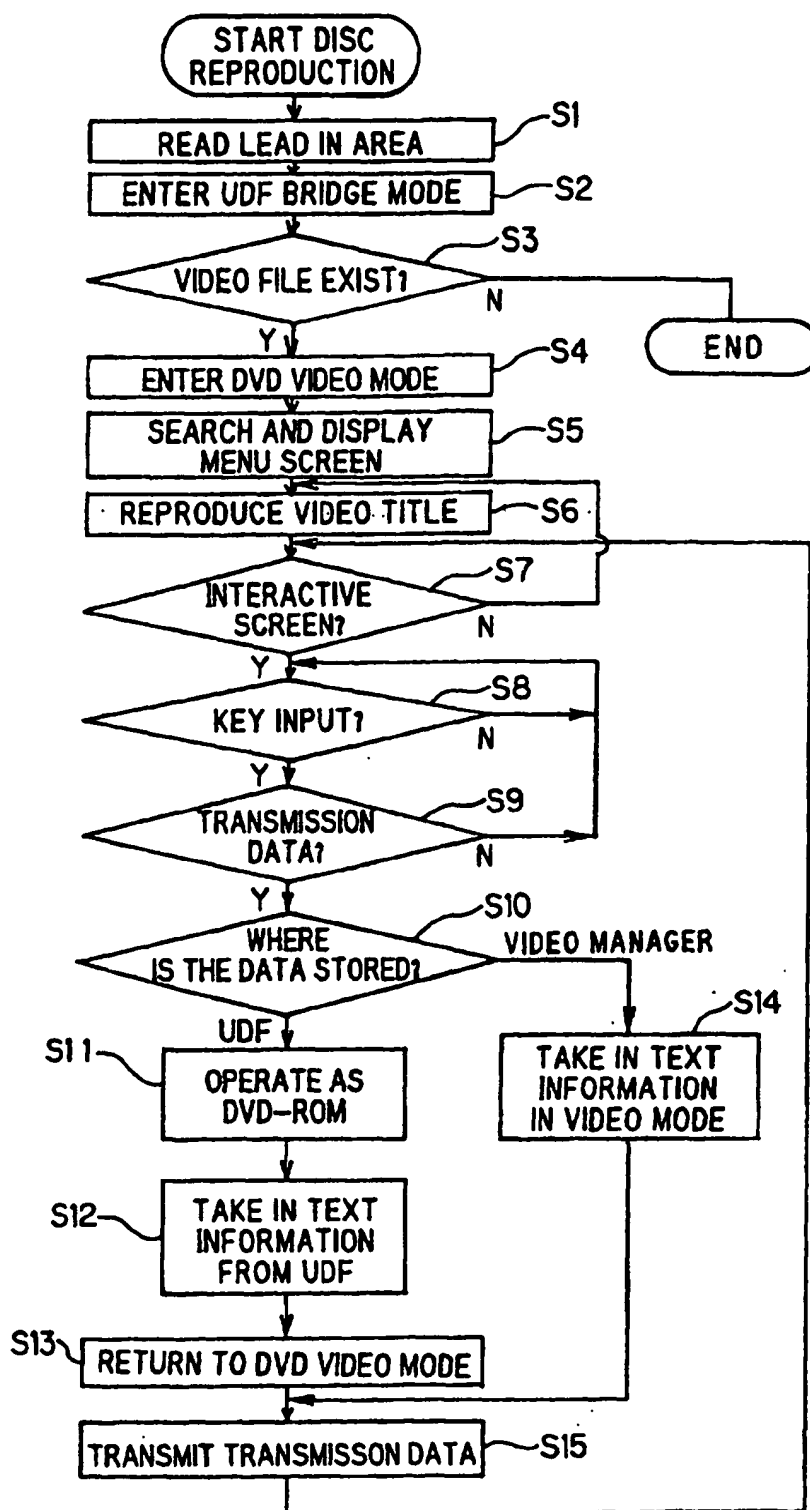 START DISC
REPRODUCTION
S1
READ LEAD IN AREA
S2
ENTER UDF BRIDGE MODE
S3
VIDEO FILE EXIST?
N
Y
END
S4
ENTER DVD VIDEO MODE
S5
SEARCH AND DISPLAY
MENU SCREEN
REPRODUCE VIDEO TITLE
S6
S7
INTERACTIVE
SCREEN?
N
Y
S8
KEY INPUT?
N
Y
S9
TRANSMISSION
DATA?
N
Y
S10
WHERE
IS THE DATA STORED?
VIDEO MANAGER
UDF
S11
OPERATE AS
DVD-ROM
S14
TAKE IN TEXT
INFORMATION
IN VIDEO MODE
S12
TAKE IN TEXT
INFORMATION
FROM UDF
S13
RETURN TO DVD VIDEO MODE
TRANSMIT TRANSMISSON DATA
S15